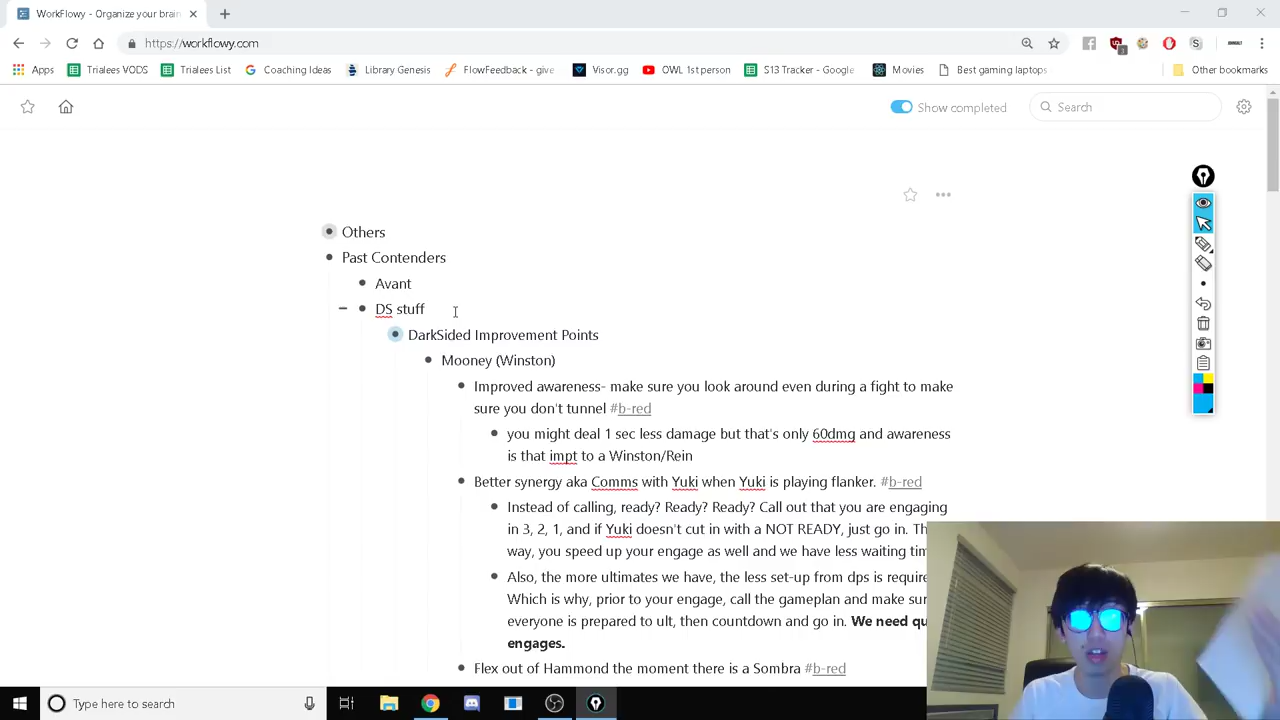 WorkFlowy - Organize your brain
https://workflowy.com
Apps
Trialees VODS
Trialees List
Coaching Ideas
Library Genesis
FlowFeedback - give
Visor.gg
OWL 1st person
S13 Tracker - Google
Movies
Best gaming laptops
Other bookmarks
Show completed
Search
Others
Past Contenders
Avant
DS stuff
DarkSided Improvement Points
Mooney (Winston)
Improved awareness- make sure you look around even during a fight to make
sure you don't tunnel #b-red
you might deal 1 sec less damage but that's only 60dmg and awareness
is that impt to a Winston/Rein
Better synergy aka Comms with Yuki when Yuki is playing flanker. #b-red
Instead of calling, ready? Ready? Ready? Call out that you are engaging
in 3, 2, 1, and if Yuki doesn't cut in with a NOT READY, just go in.
way, you speed up your engage as well and we have less waiting
Also, the more ultimates we have, the less set-up from dps is
Which is why, prior to your engage, call the gameplan and make
everyone is prepared to ult, then countdown and go in. We need
engages.
Flex out of Hammond the moment there is a Sombra #b-red
Type here to search